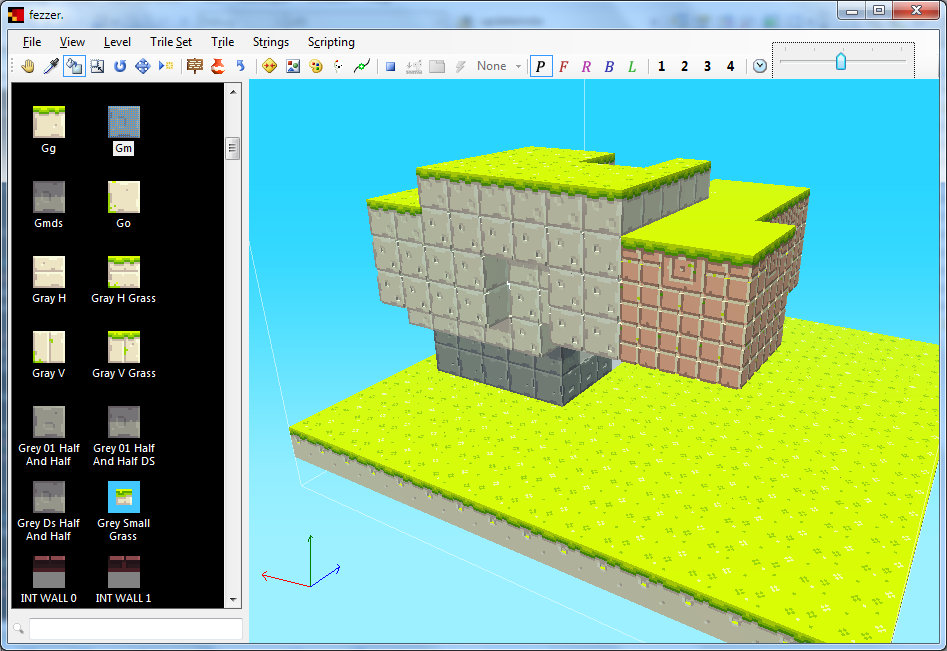 fezzer.
File View Level Trile Set Trile Strings Scripting
None P F R B L 1 2 3 4
Gg Gm
Gmds Go
Gray H Gray H Grass
Gray V Gray V Grass
Grey 01 Half Grey 01 Half
And Half And Half DS
Grey Ds Half Grey Small
And Half Grass
INT WALL 0 INT WALL 1